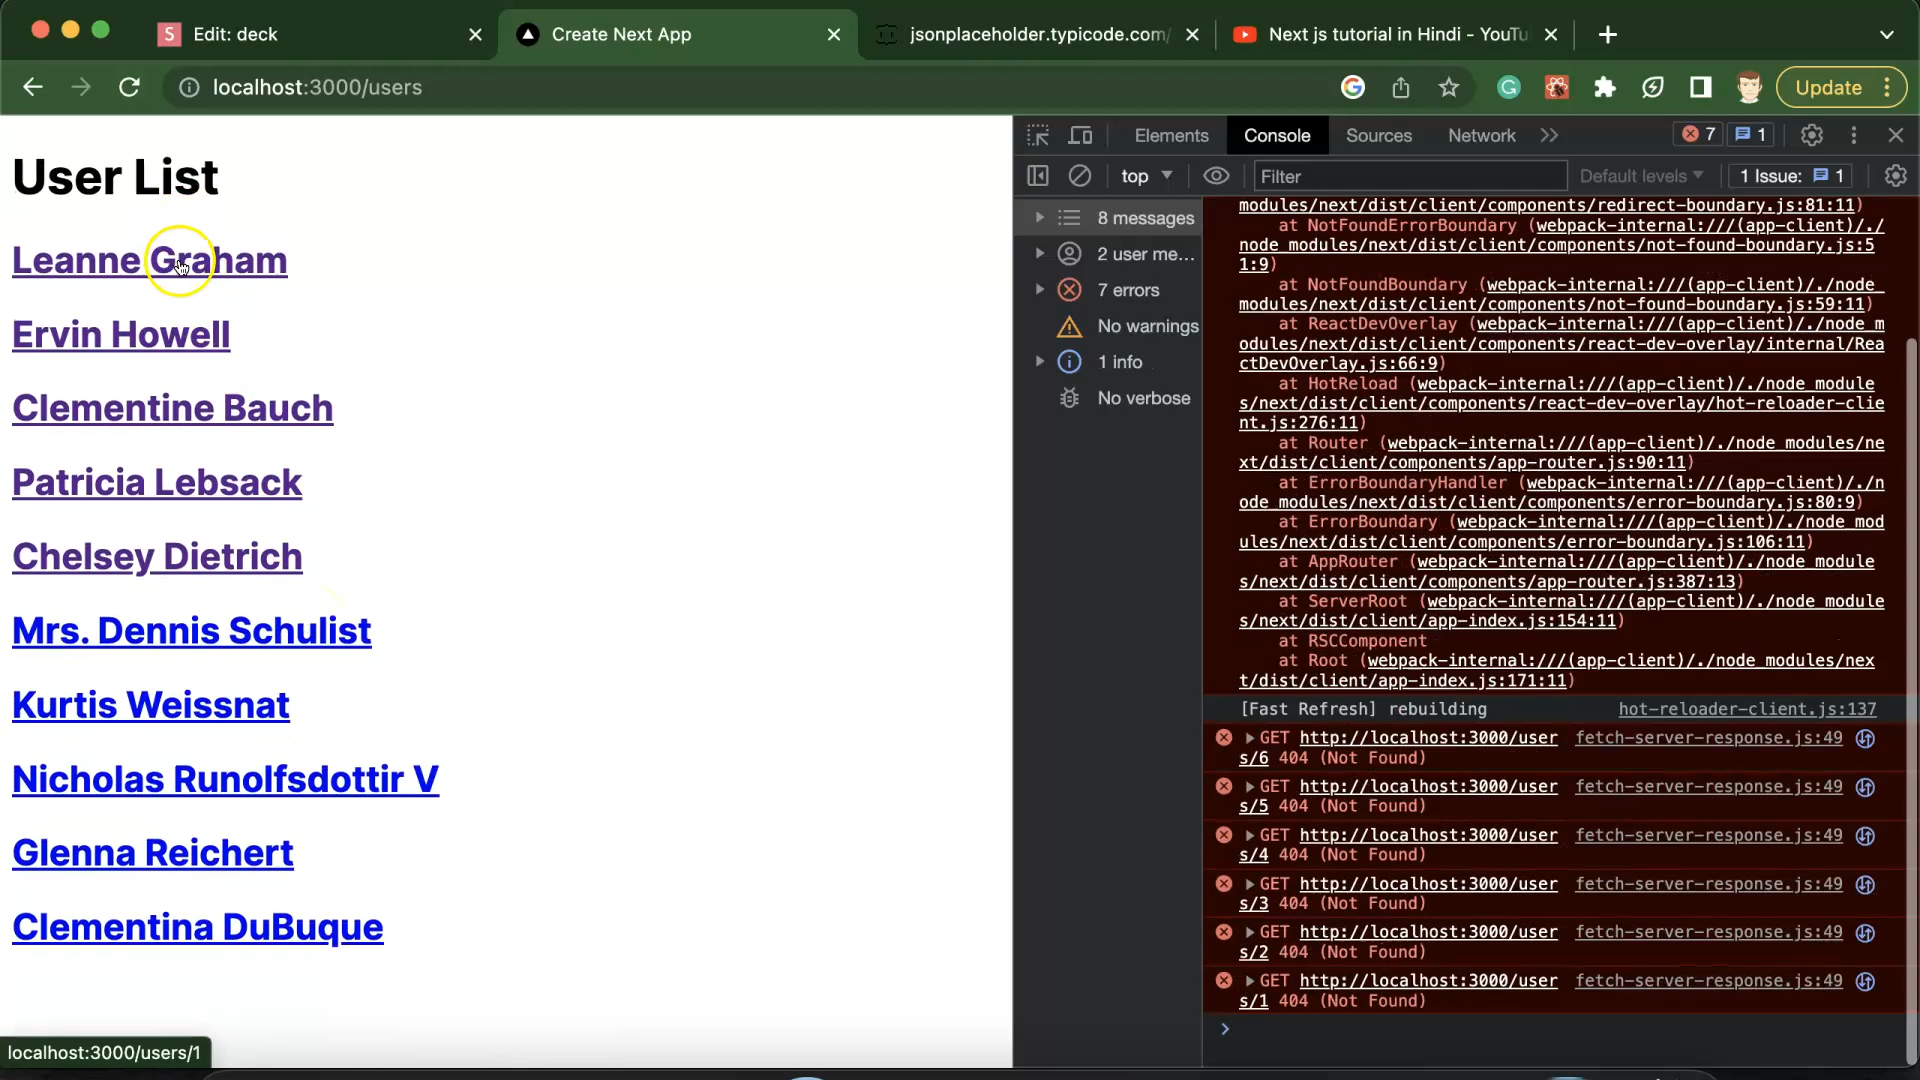 S Edit: deck
Create Next App
jsonplaceholder.typicode.com/
Next js tutorial in Hindi - YouTu
localhost:3000/users
Update
User List
Leanne Graham
Ervin Howell
Clementine Bauch
Patricia Lebsack
Chelsey Dietrich
Mrs. Dennis Schulist
Kurtis Weissnat
Nicholas Runolfsdottir V
Glenna Reichert
Clementina DuBuque
localhost:3000/users/1
Elements Console Sources Network 7 1
top Filter Default levels 1 Issue: 1
8 messages
2 user me...
7 errors
No warnings
1 info
No verbose
modules/next/dist/client/components/redirect-boundary.js:81:11)
at NotFoundErrorBoundary (webpack-internal:///(app-client)/./
node_modules/next/dist/client/components/not-found-boundary.js:5
1:9)
at NotFoundBoundary (webpack-internal:///(app-client)/./node_
modules/next/dist/client/components/not-found-boundary.js:59:11)
at ReactDevOverlay (webpack-internal:///(app-client)/./node_m
odules/next/dist/client/components/react-dev-overlay/internal/Rea
ctDevOverlay.js:66:9)
at HotReload (webpack-internal:///(app-client)/./node_module
s/next/dist/client/components/react-dev-overlay/hot-reloader-clie
nt.js:276:11)
at Router (webpack-internal:///(app-client)/./node_modules/ne
xt/dist/client/components/app-router.js:90:11)
at ErrorBoundaryHandler (webpack-internal:///(app-client)/./n
ode_modules/next/dist/client/components/error-boundary.js:80:9)
at ErrorBoundary (webpack-internal:///(app-client)/./node_mod
ules/next/dist/client/components/error-boundary.js:106:11)
at AppRouter (webpack-internal:///(app-client)/./node_module
s/next/dist/client/components/app-router.js:387:13)
at ServerRoot (webpack-internal:///(app-client)/./node_module
s/next/dist/client/app-index.js:154:11)
at RSCComponent
at Root (webpack-internal:///(app-client)/./node_modules/nex
t/dist/client/app-index.js:171:11)
[Fast Refresh] rebuilding hot-reloader-client.js:137
GET http://localhost:3000/user fetch-server-response.js:49
s/6 404 (Not Found)
GET http://localhost:3000/user fetch-server-response.js:49
s/5 404 (Not Found)
GET http://localhost:3000/user fetch-server-response.js:49
s/4 404 (Not Found)
GET http://localhost:3000/user fetch-server-response.js:49
s/3 404 (Not Found)
GET http://localhost:3000/user fetch-server-response.js:49
s/2 404 (Not Found)
GET http://localhost:3000/user fetch-server-response.js:49
s/1 404 (Not Found)